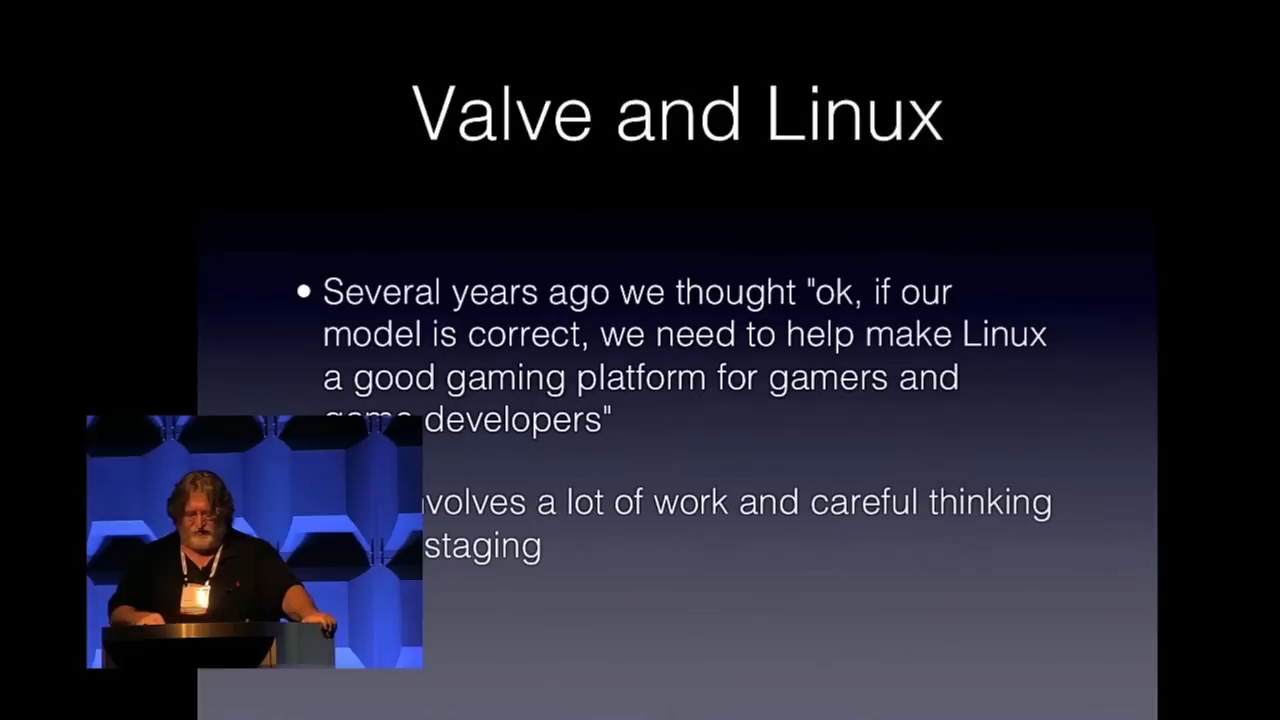 Valve and Linux
• Several years ago we thought "ok, if our
model is correct, we need to help make Linux
a good gaming platform for gamers and
game developers"
a lot of work and careful thinking
staging